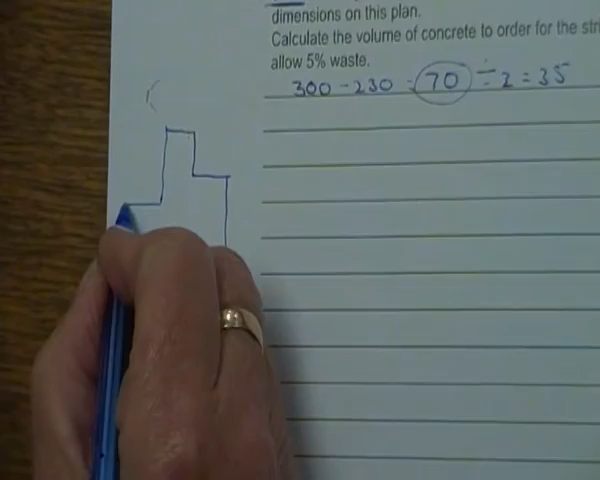 dimensions on this plan.
Calculate the volume of concrete to order for the
allow 5% waste.
300 - 230 = 70 ÷ 2 = 35